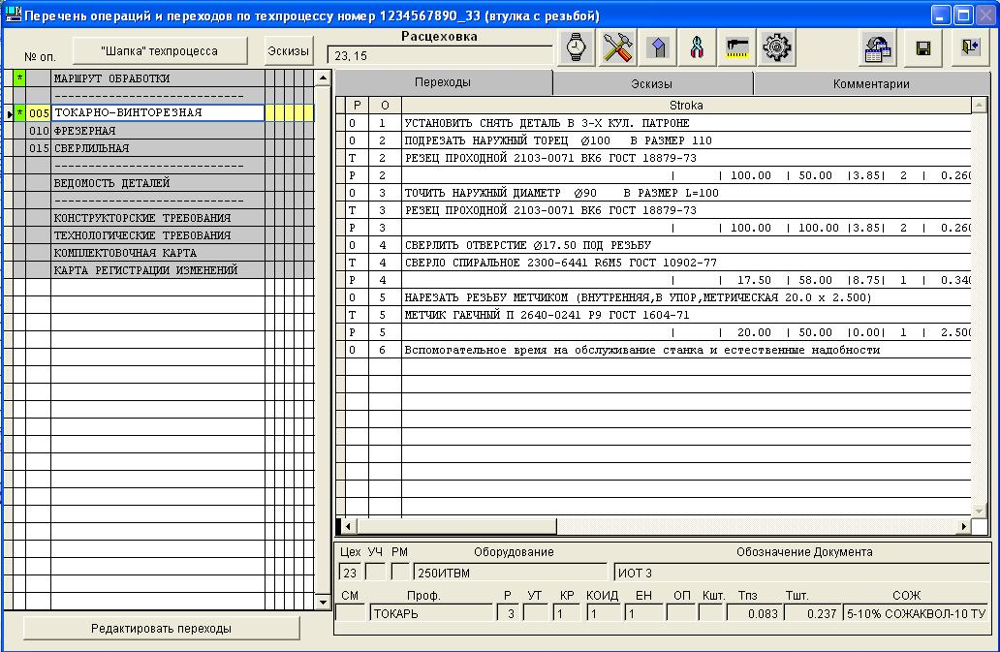 Перечень операций и переходов по техпроцессу номер 1234567890_33 (втулка с резьбой)
№ оп. "Шапка" техпроцесса Эскизы
Расцеховка
23, 15
* МАРШРУТ ОБРАБОТКИ
----------------------------
* 005 ТОКАРНО-ВИНТОРЕЗНАЯ
010 ФРЕЗЕРНАЯ
015 СВЕРЛИЛЬНАЯ
----------------------------
ВЕДОМОСТЬ ДЕТАЛЕЙ
----------------------------
КОНСТРУКТОРСКИЕ ТРЕБОВАНИЯ
ТЕХНОЛОГИЧЕСКИЕ ТРЕБОВАНИЯ
КОМПЛЕКТОВОЧНАЯ КАРТА
КАРТА РЕГИСТРАЦИИ ИЗМЕНЕНИЙ
Редактировать переходы
Переходы Эскизы Комментарии
Р О Stroka
О 1 УСТАНОВИТЬ СНЯТЬ ДЕТАЛЬ В 3-Х КУЛ. ПАТРОНЕ
О 2 ПОДРЕЗАТЬ НАРУЖНЫЙ ТОРЕЦ Ø100 В РАЗМЕР 110
Т 2 РЕЗЕЦ ПРОХОДНОЙ 2103-0071 ВК6 ГОСТ 18879-73
Р 2 | | 100.00 | 50.00 |3.85| 2 | 0.260
О 3 ТОЧИТЬ НАРУЖНЫЙ ДИАМЕТР Ø90 В РАЗМЕР L=100
Т 3 РЕЗЕЦ ПРОХОДНОЙ 2103-0071 ВК6 ГОСТ 18879-73
Р 3 | | 100.00 | 100.00 |3.85| 2 | 0.260
О 4 СВЕРЛИТЬ ОТВЕРСТИЕ Ø17.50 ПОД РЕЗЬБУ
Т 4 СВЕРЛО СПИРАЛЬНОЕ 2300-6441 R6M5 ГОСТ 10902-77
Р 4 | | 17.50 | 58.00 |8.75| 1 | 0.340
О 5 НАРЕЗАТЬ РЕЗЬБУ МЕТЧИКОМ (ВНУТРЕННЯЯ,В УПОР,МЕТРИЧЕСКАЯ 20.0 x 2.500)
Т 5 МЕТЧИК ГАЕЧНЫЙ П 2640-0241 Р9 ГОСТ 1604-71
Р 5 | | 20.00 | 50.00 |0.00| 1 | 2.500
О 6 Вспомогательное время на обслуживание станка и естественные надобности
Цех УЧ РМ Оборудование Обозначение Документа
23 250ИТВМ ИОТ 3
СМ Проф. Р УТ КР КОИД ЕН ОП Кшт. Тпз Тшт. СОЖ
ТОКАРЬ 3 1 1 1 0.083 0.237 5-10% СОЖАКВОЛ-10 ТУ